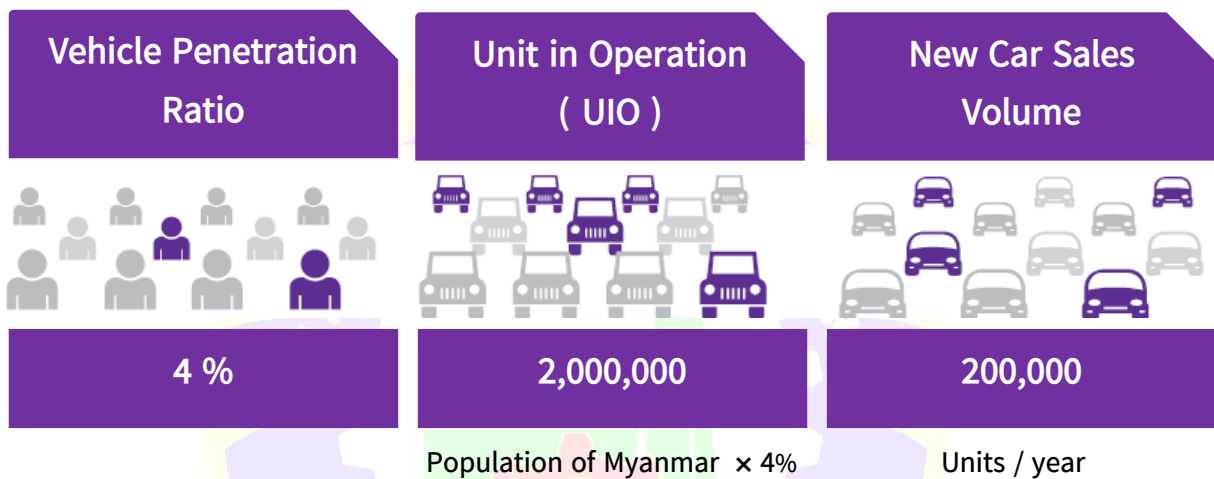 Vehicle Penetration
Ratio
4 %
Unit in Operation
( UIO )
2,000,000
Population of Myanmar × 4%
New Car Sales
Volume
200,000
Units / year